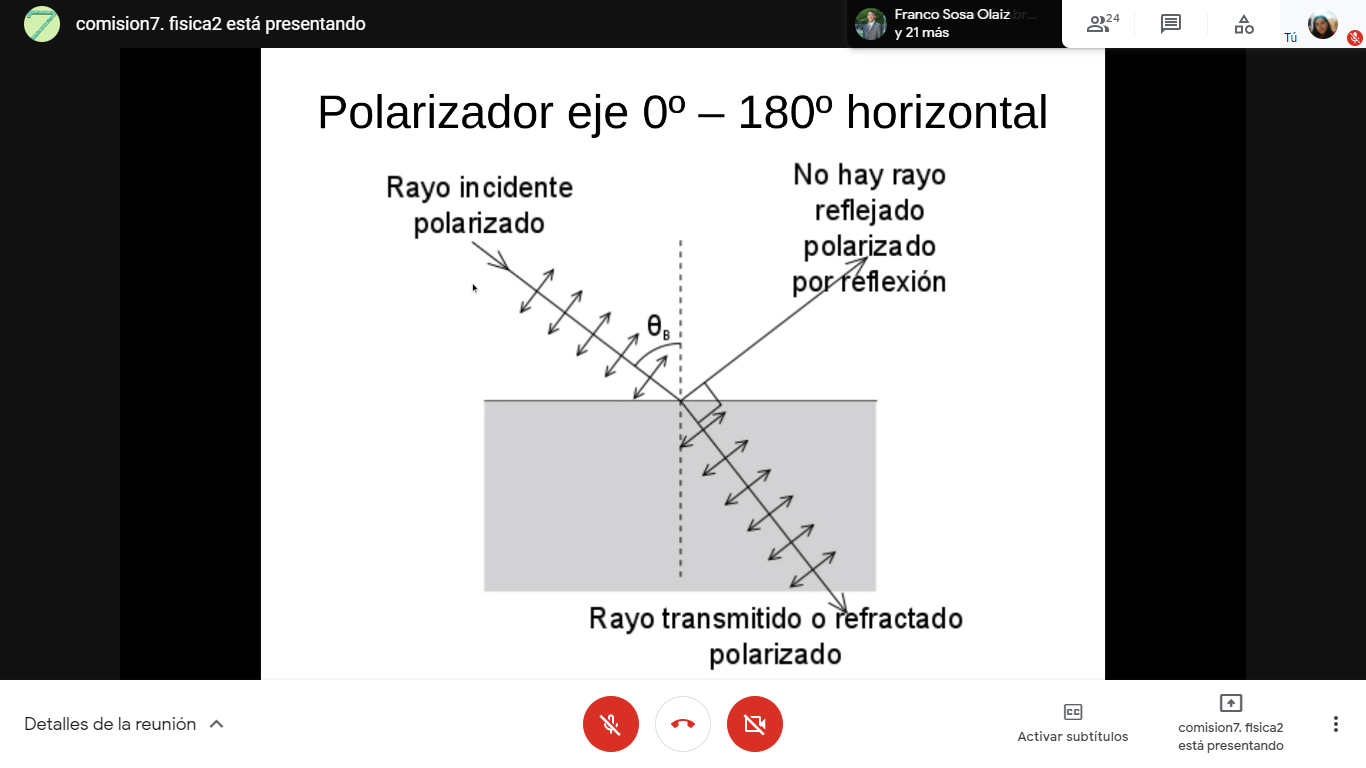 comision7. fisica2 está presentando
Franco Sosa Olaiz
y 21 más
24
Tú
Polarizador eje 0º – 180º horizontal
Rayo incidente
polarizado
No hay rayo
reflejado
polarizado
por reflexión
θB
Rayo transmitido o refractado
polarizado
Detalles de la reunión
CC
Activar subtítulos
comision7. fisica2
está presentando